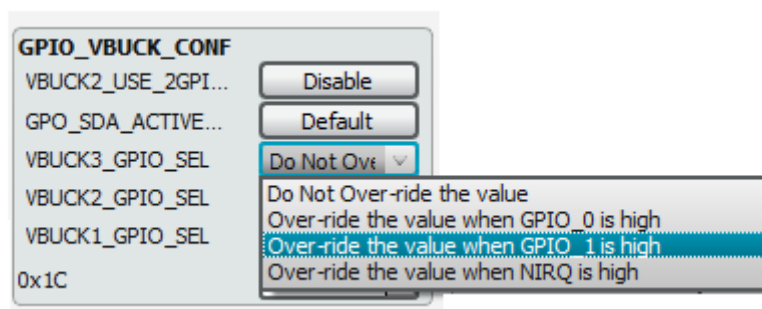 GPIO_VBUCK_CONF
VBUCK2_USE_2GPI... Disable
GPO_SDA_ACTIVE... Default
VBUCK3_GPIO_SEL Do Not Ove
VBUCK2_GPIO_SEL Do Not Over-ride the value
Over-ride the value when GPIO_0 is high
VBUCK1_GPIO_SEL Over-ride the value when GPIO_1 is high
0x1C Over-ride the value when NIRQ is high